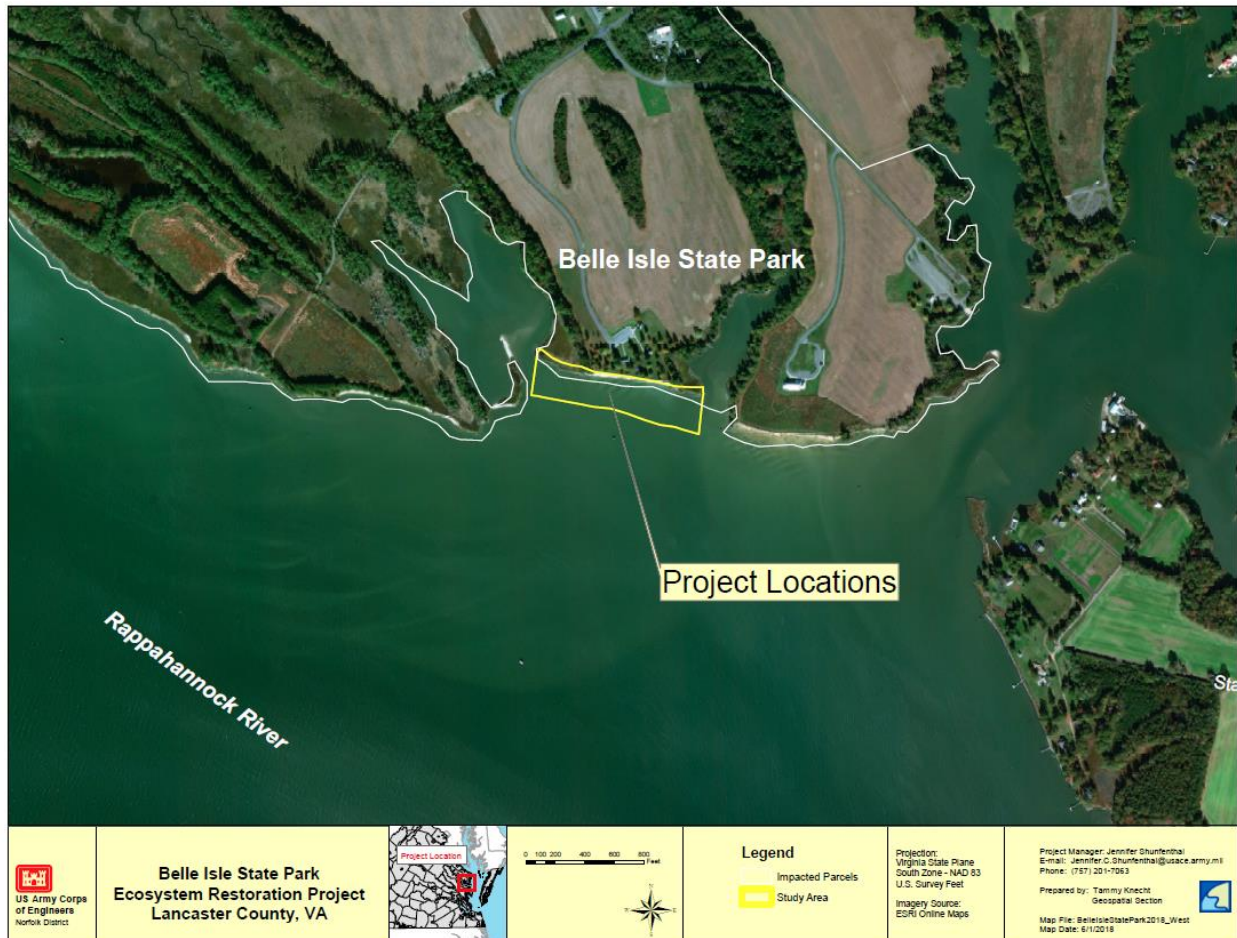 Belle Isle State Park
Project Locations
Rappahannock River
Sta
US Army Corps
of Engineers
Norfolk District
Belle Isle State Park
Ecosystem Restoration Project
Lancaster County, VA
Project Location
0 100 200 400 600 800
Feet
Legend
Impacted Parcels
Study Area
Projection:
Virginia State Plane
South Zone - NAD 83
U.S. Survey Feet
Imagery Source:
ESRI Online Maps
Project Manager: Jennifer Shunfenthal
E-mail: Jennifer.C.Shunfenthal@usace.army.mil
Phone: (757) 201-7063
Prepared by: Tammy Knecht
Geospatial Section
Map File: BelleIsleStatePark2018_West
Map Date: 6/1/2018